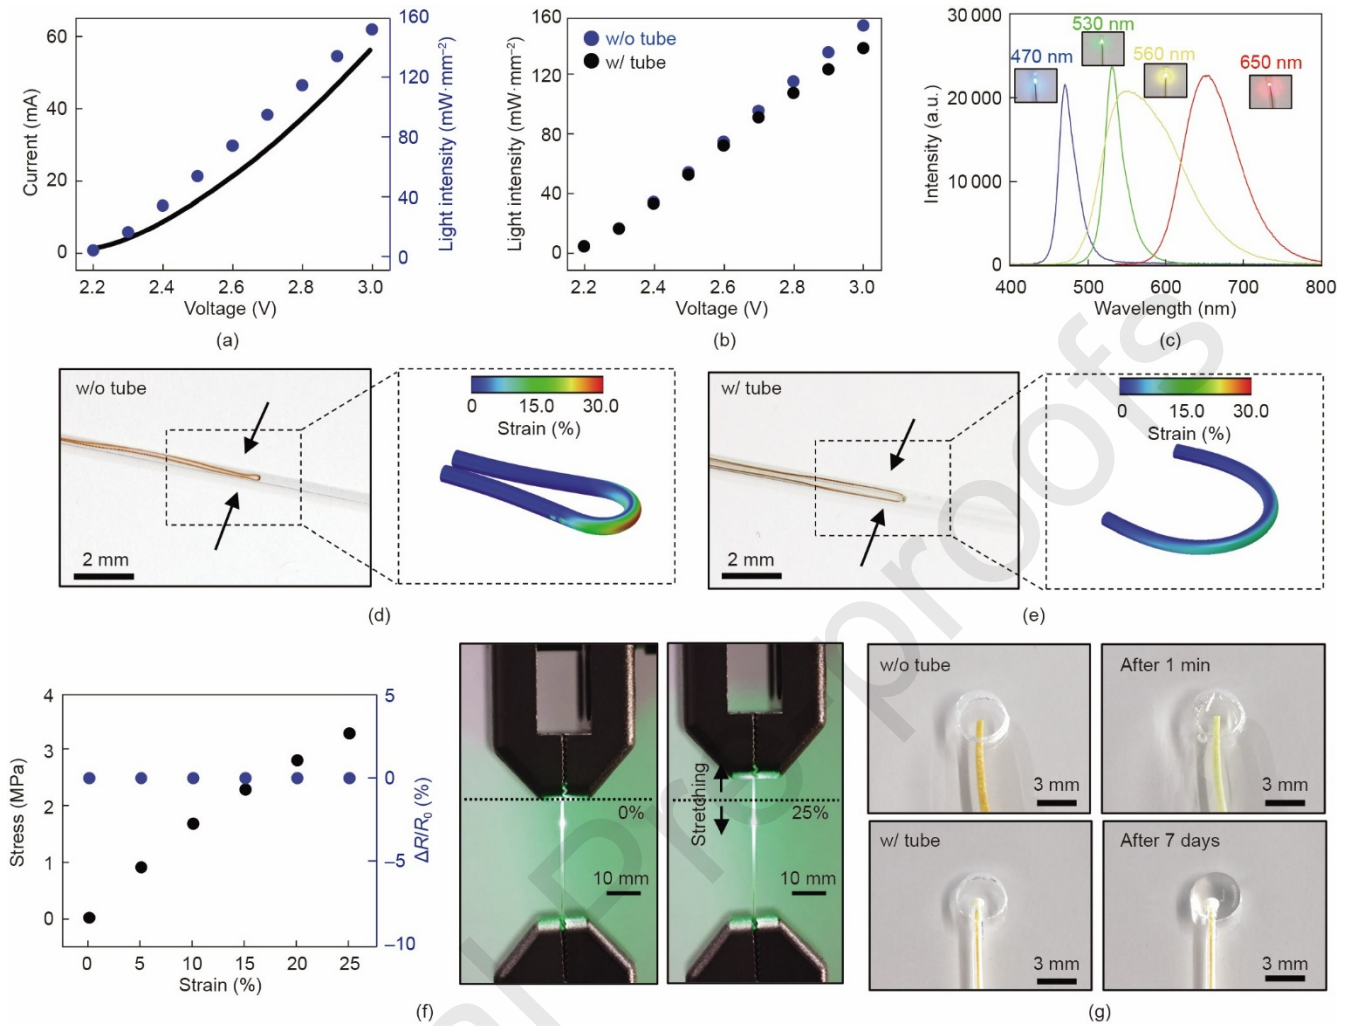 60
40
20
0
Current (mA)
160
120
80
40
0
Light intensity (mW·mm⁻²)
2.2 2.4 2.6 2.8 3.0
Voltage (V)
(a)
160
120
80
40
0
Light intensity (mW·mm⁻²)
w/o tube
w/ tube
2.2 2.4 2.6 2.8 3.0
Voltage (V)
(b)
30 000
20 000
10 000
0
Intensity (a.u.)
470 nm
530 nm
560 nm
650 nm
400 500 600 700 800
Wavelength (nm)
(c)
w/o tube
2 mm
0 15.0 30.0
Strain (%)
(d)
w/ tube
2 mm
0 15.0 30.0
Strain (%)
(e)
4
3
2
1
0
Stress (MPa)
5
0
−5
−10
ΔR/R₀ (%)
0 5 10 15 20 25
Strain (%)
0%
10 mm
Stretching
25%
10 mm
(f)
w/o tube
3 mm
After 1 min
3 mm
w/ tube
3 mm
After 7 days
3 mm
(g)